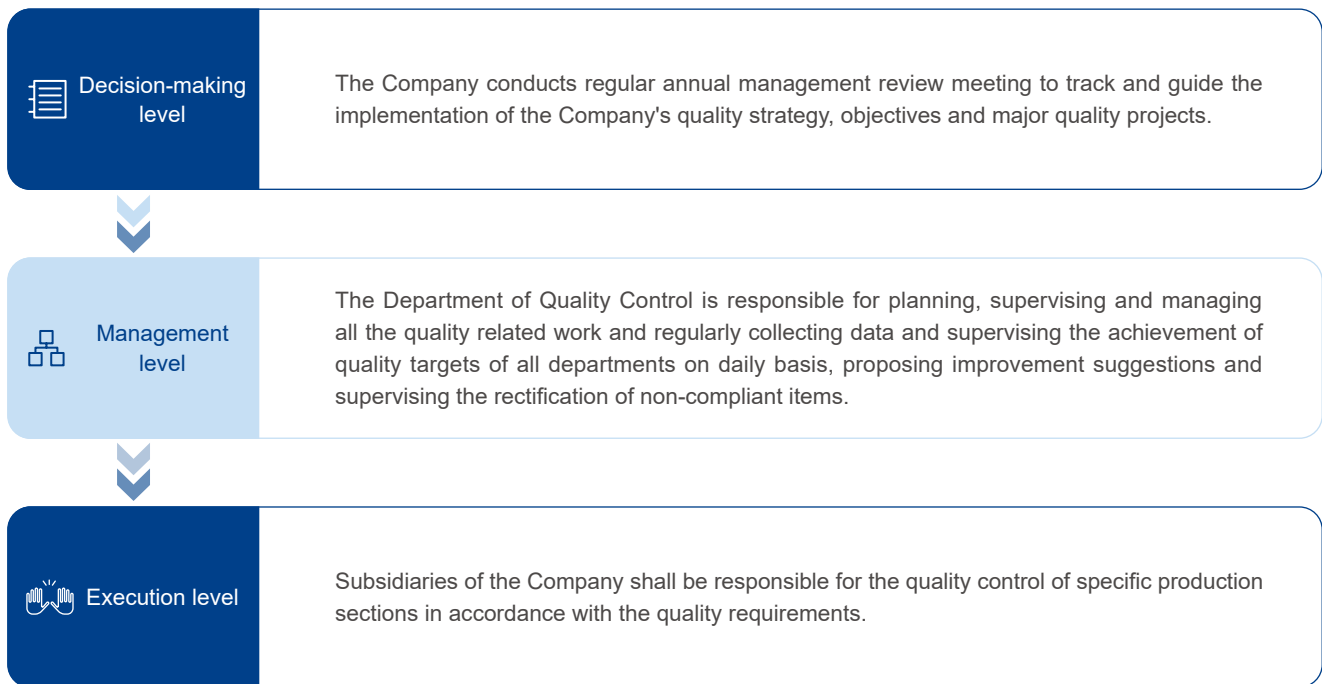 Decision-making
level
The Company conducts regular annual management review meeting to track and guide the
implementation of the Company's quality strategy, objectives and major quality projects.
Management
level
The Department of Quality Control is responsible for planning, supervising and managing
all the quality related work and regularly collecting data and supervising the achievement of
quality targets of all departments on daily basis, proposing improvement suggestions and
supervising the rectification of non-compliant items.
Execution level
Subsidiaries of the Company shall be responsible for the quality control of specific production
sections in accordance with the quality requirements.